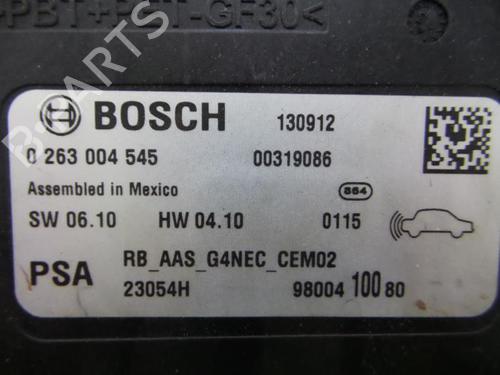 >PBT+PET-GF30<
BOSCH 130912
0 263 004 545 00319086
Assembled in Mexico 864
SW 06.10 HW 04.10 0115
PSA RB_AAS_G4NEC_CEM02
23054H 98004 100 80
B-PARTS